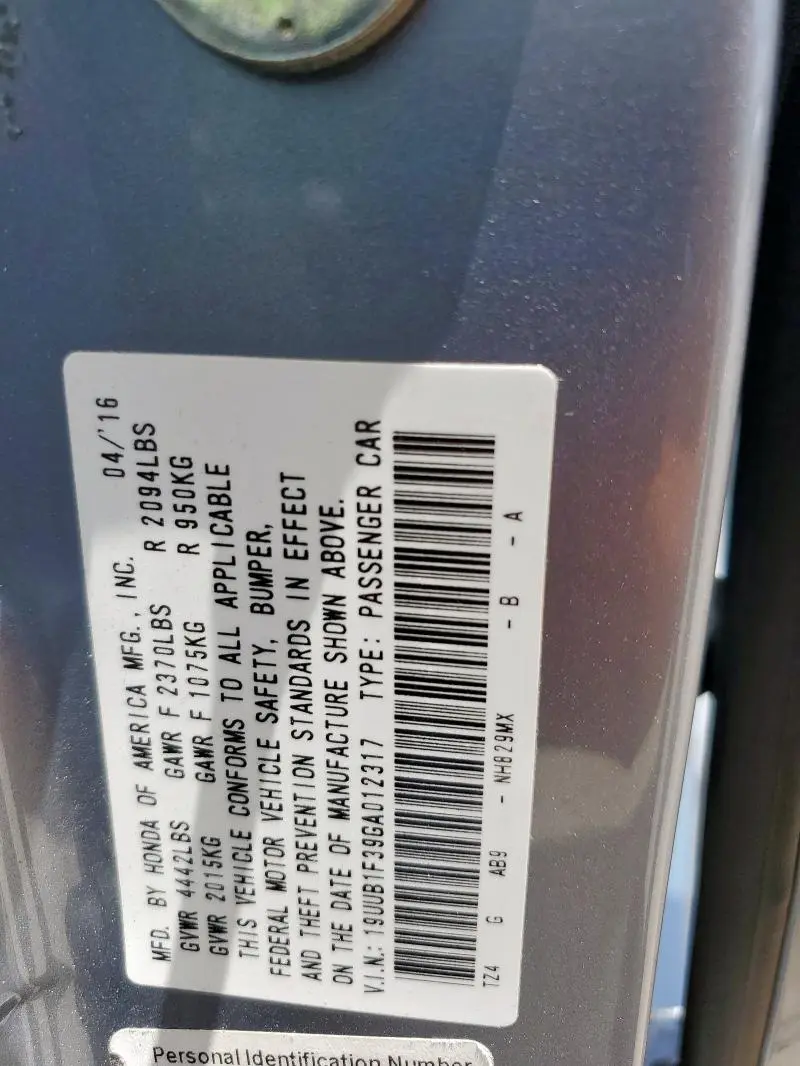 MFD. BY HONDA OF AMERICA MFG., INC. 04/'16
GVWR 4442LBS GAWR F 2370LBS R 2094LBS
GVWR 2015KG GAWR F 1075KG R 950KG
THIS VEHICLE CONFORMS TO ALL APPLICABLE
FEDERAL MOTOR VEHICLE SAFETY, BUMPER,
AND THEFT PREVENTION STANDARDS IN EFFECT
ON THE DATE OF MANUFACTURE SHOWN ABOVE.
V.I.N.: 19UUB1F39GA012317 TYPE: PASSENGER CAR
TZ4 G AB9 - NH829MX - B - A
Personal Identification Number